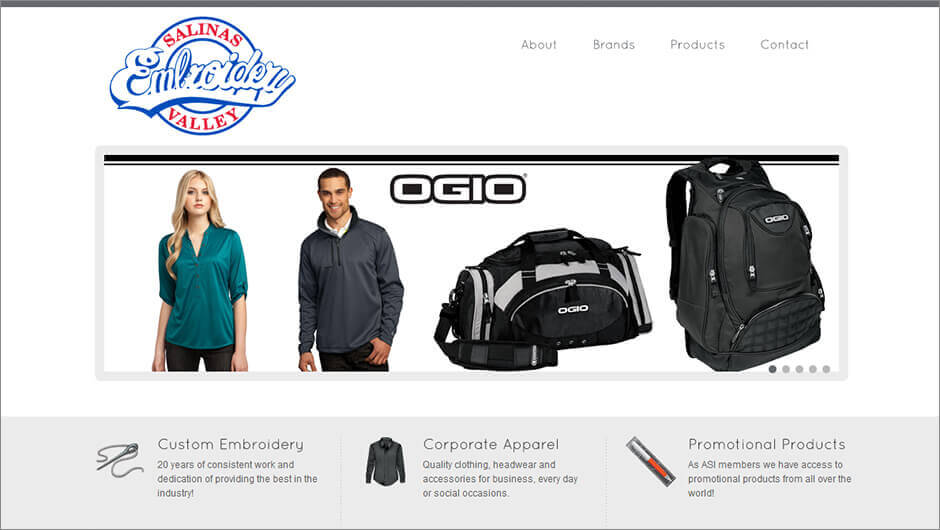 SALINAS
Embroidery
VALLEY
About Brands Products Contact
OGIO
OGIO
OGIO
Custom Embroidery
20 years of consistent work and
dedication of providing the best in the
industry!
Corporate Apparel
Quality clothing, headwear and
accessories for business, every day
or social occasions.
Promotional Products
As ASI members we have access to
promotional products from all over the
world!